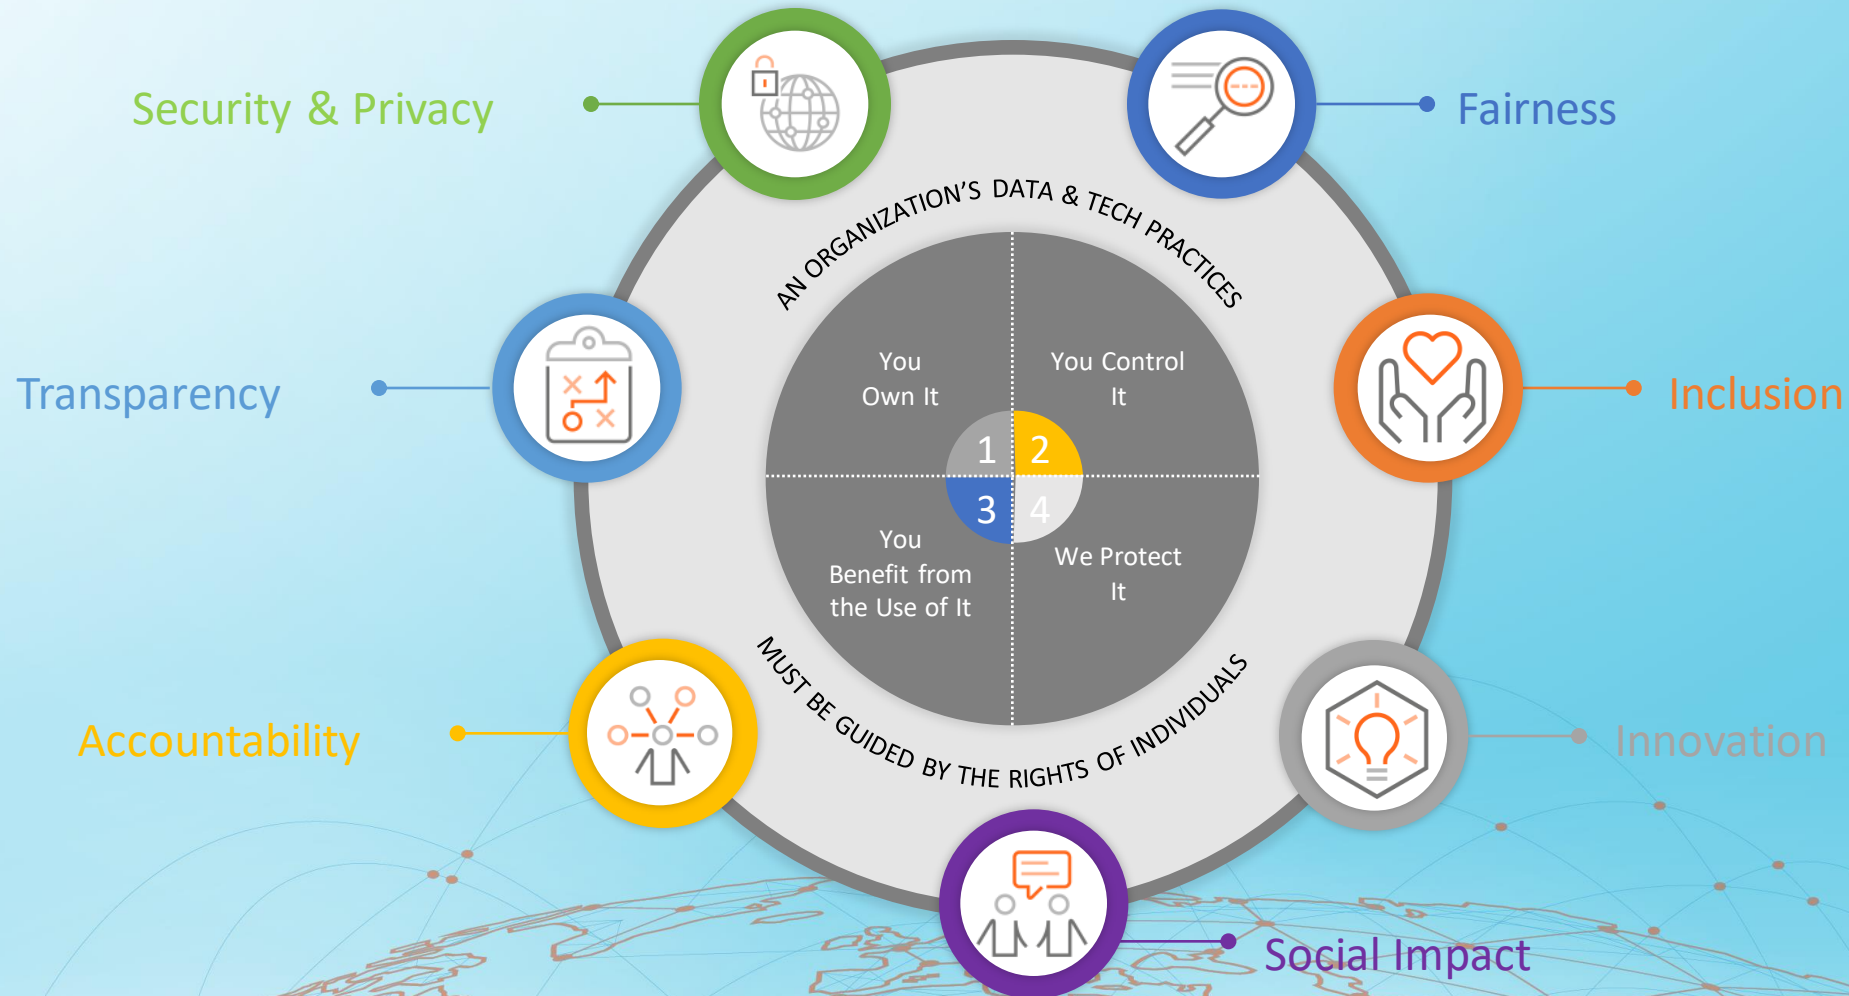 Security & Privacy
Fairness
AN ORGANIZATION'S DATA & TECH PRACTICES
Transparency
Inclusion
You
Own It
You Control
It
1
2
3
4
You
Benefit from
the Use of It
We Protect
It
MUST BE GUIDED BY THE RIGHTS OF INDIVIDUALS
Accountability
Innovation
Social Impact